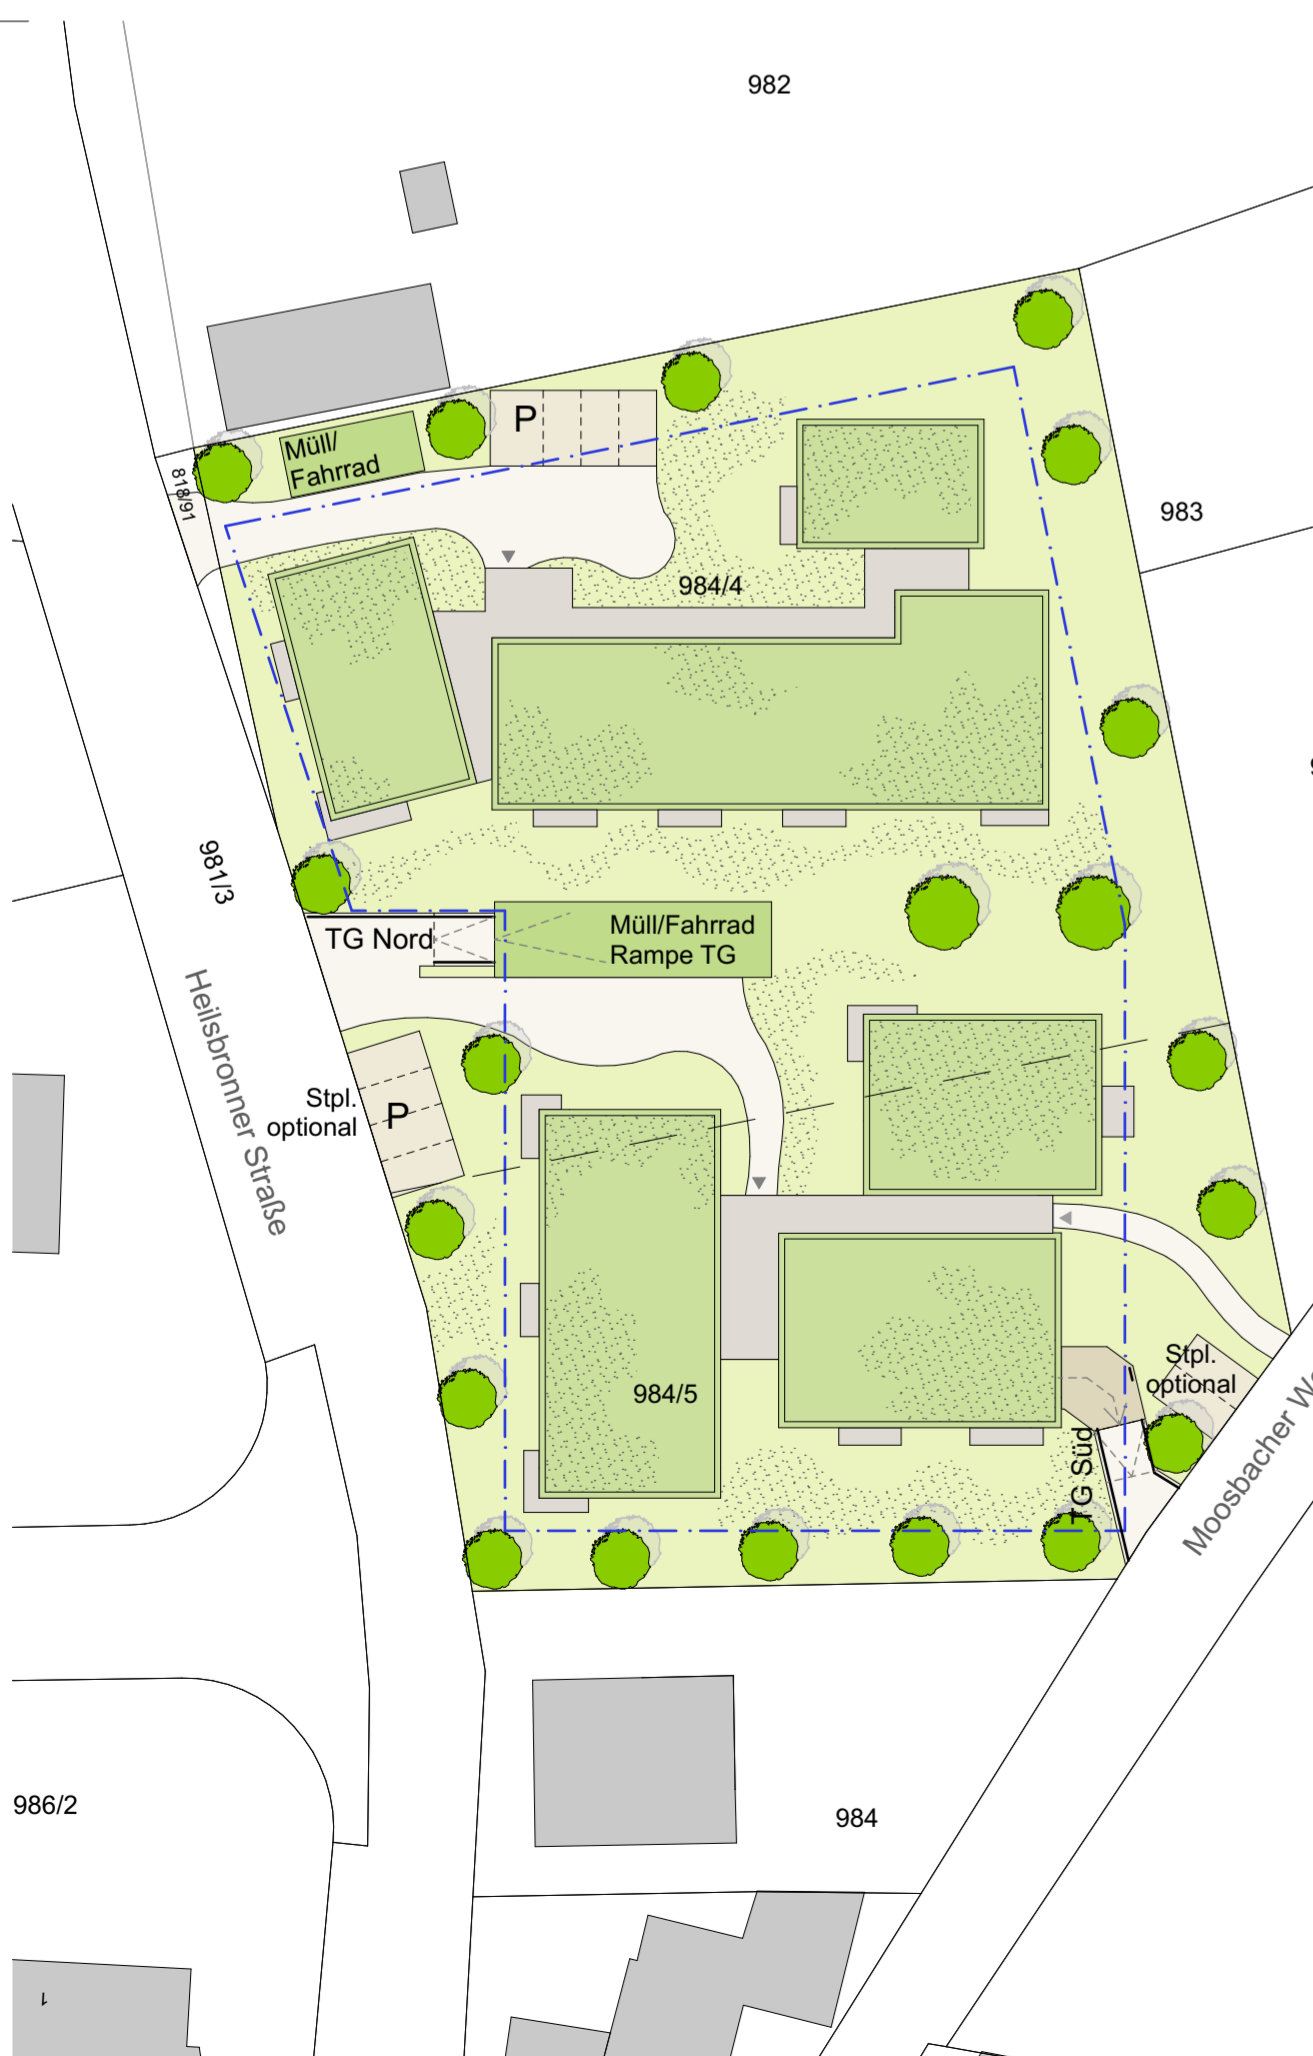 982
P
Müll/
Fahrrad
818/91
983
984/4
981/3
TG Nord
Müll/Fahrrad
Rampe TG
Heilsbronner Straße
Stpl.
optional
P
Stpl.
optional
984/5
TG Süd
Moosbacher
986/2
984
1